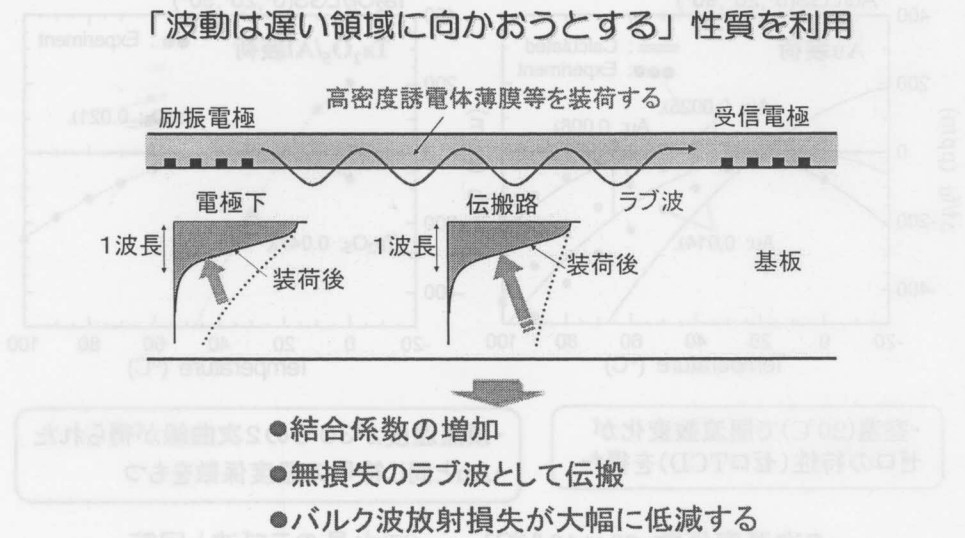 「波動は遅い領域に向かおうとする」性質を利用
高密度誘電体薄膜等を装荷する
励振電極
受信電極
電極下
伝搬路
ラブ波
1波長
装荷後
1波長
装荷後
基板
●結合係数の増加
●無損失のラブ波として伝搬
●バルク波放射損失が大幅に低減する